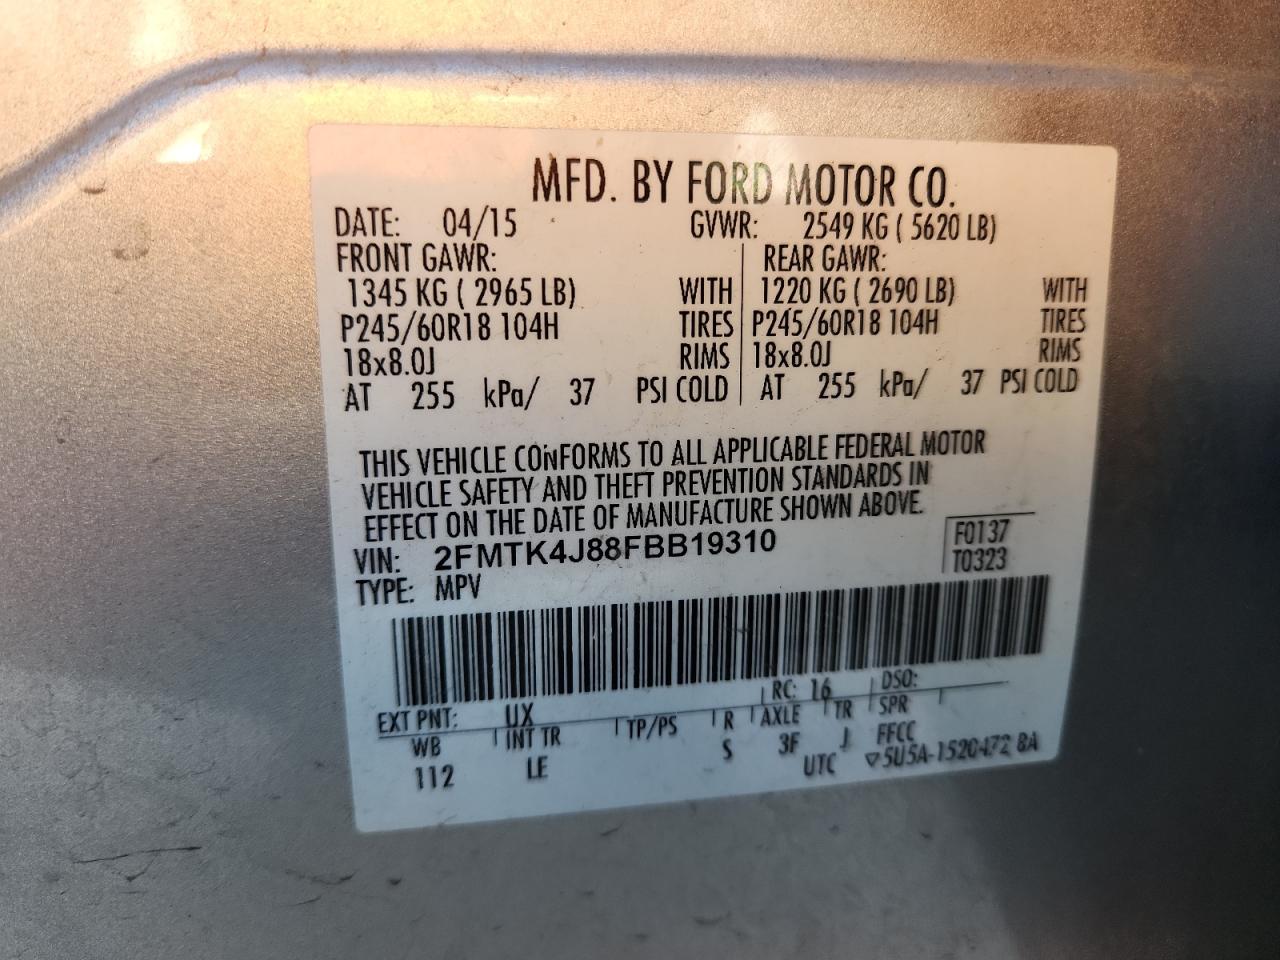 MFD. BY FORD MOTOR CO.
DATE: 04/15 GVWR: 2549 KG ( 5620 LB)
FRONT GAWR: REAR GAWR:
1345 KG ( 2965 LB) WITH 1220 KG ( 2690 LB) WITH
P245/60R18 104H TIRES P245/60R18 104H TIRES
18x8.0J RIMS 18x8.0J RIMS
AT 255 kPa/ 37 PSI COLD AT 255 kPa/ 37 PSI COLD
THIS VEHICLE CONFORMS TO ALL APPLICABLE FEDERAL MOTOR
VEHICLE SAFETY AND THEFT PREVENTION STANDARDS IN
EFFECT ON THE DATE OF MANUFACTURE SHOWN ABOVE.
VIN: 2FMTK4J88FBB19310 F0137
TYPE: MPV T0323
EXT PNT: UX RC: 16 DSO:
WB INT TR TP/PS R AXLE TR SPR
112 LE S 3F J FFCC
UTC ▽5U5A-1520472 8A